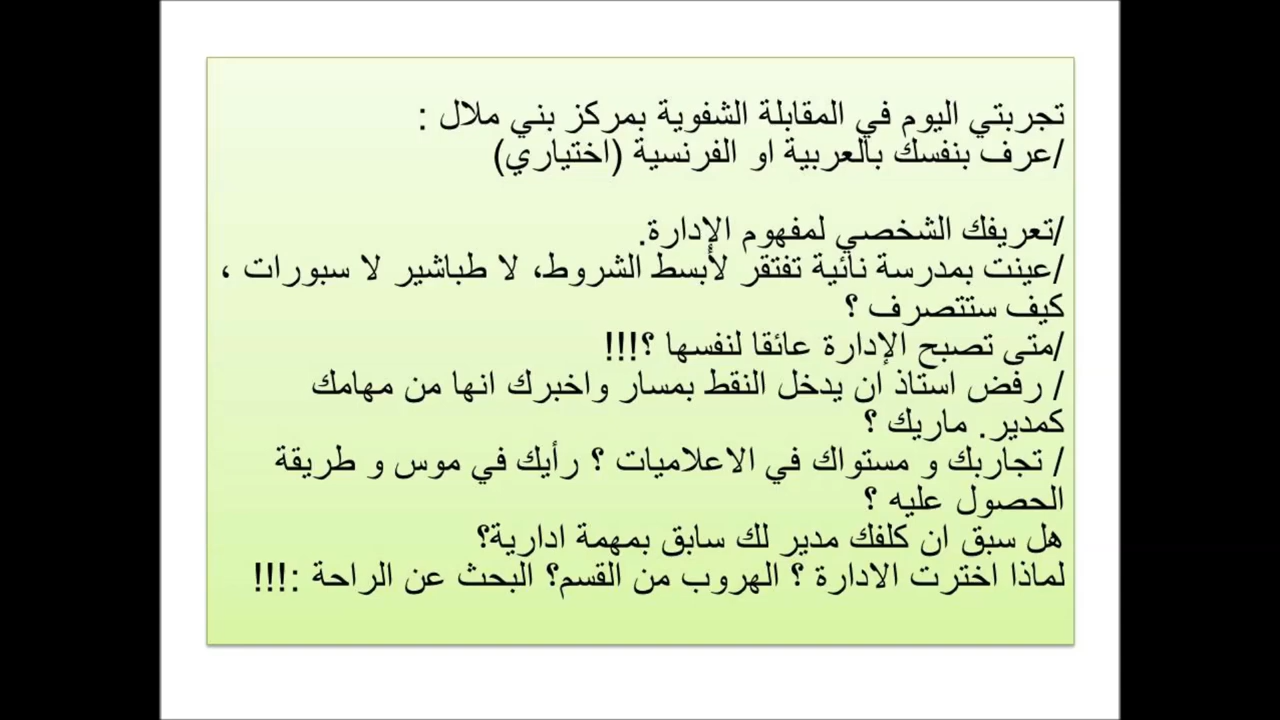 تجربتي اليوم في المقابلة الشفوية بمركز بني ملال :
/عرف بنفسك بالعربية او الفرنسية (اختياري)
/تعريفك الشخصي لمفهوم الإدارة.
/عينت بمدرسة نائية تفتقر لأبسط الشروط، لا طباشير لا سبورات ،
كيف ستتصرف ؟
/متى تصبح الإدارة عائقا لنفسها ؟!!!
/ رفض استاذ ان يدخل النقط بمسار واخبرك انها من مهامك
كمدير. ماريك ؟
/ تجاربك و مستواك في الاعلاميات ؟ رأيك في موس و طريقة
الحصول عليه ؟
هل سبق ان كلفك مدير لك سابق بمهمة ادارية؟
لماذا اخترت الادارة ؟ الهروب من القسم؟ البحث عن الراحة :!!!